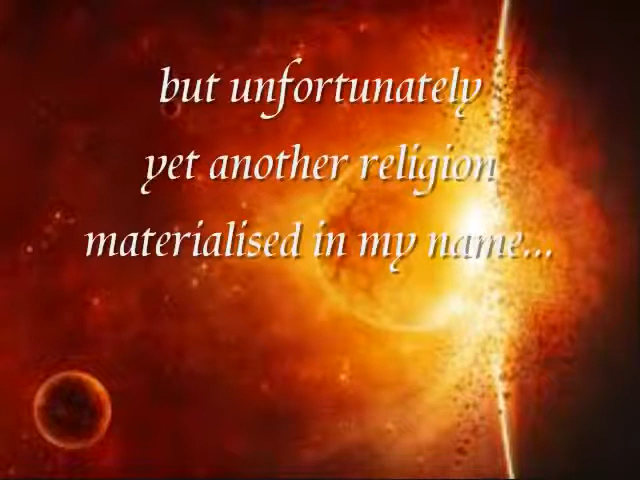 but unfortunately
yet another religion
materialised in my name...